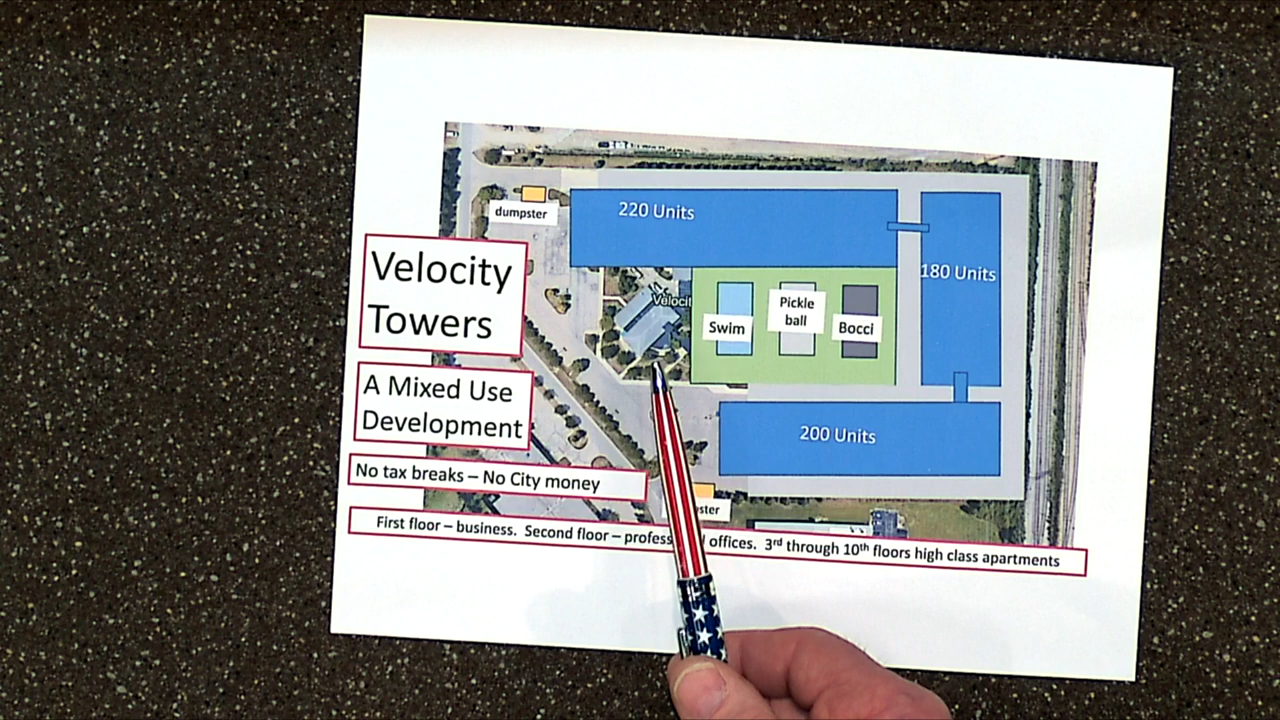 220 Units
dumpster
180 Units
Velocity
Towers
Swim
Pickle
ball
Bocci
A Mixed Use
Development
200 Units
No tax breaks – No City money
First floor – business. Second floor – offices. 3rd through 10th floors high class apartments